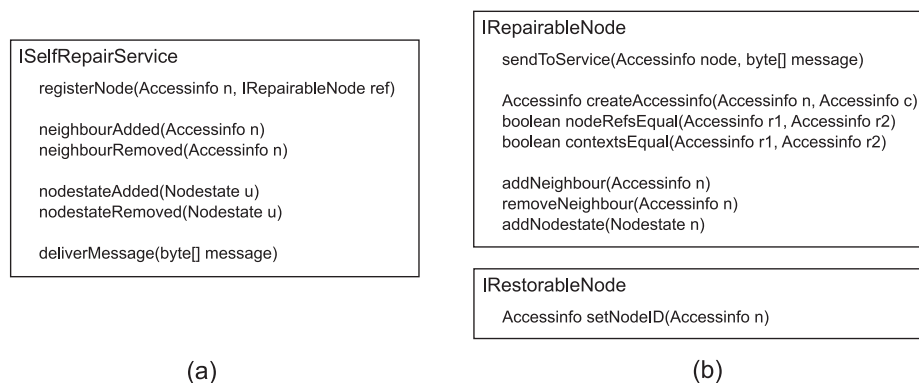 ISelfRepairService
registerNode(Accessinfo n, IRepairableNode ref)
neighbourAdded(Accessinfo n)
neighbourRemoved(Accessinfo n)
nodestateAdded(Nodestate u)
nodestateRemoved(Nodestate u)
deliverMessage(byte[] message)
(a)
IRepairableNode
sendToService(Accessinfo node, byte[] message)
Accessinfo createAccessinfo(Accessinfo n, Accessinfo c)
boolean nodeRefsEqual(Accessinfo r1, Accessinfo r2)
boolean contextsEqual(Accessinfo r1, Accessinfo r2)
addNeighbour(Accessinfo n)
removeNeighbour(Accessinfo n)
addNodestate(Nodestate n)
IRestorableNode
Accessinfo setNodeID(Accessinfo n)
(b)